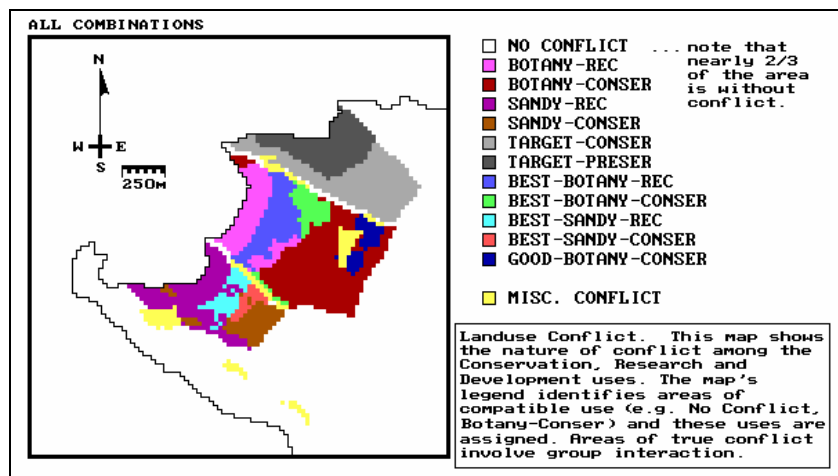 ALL COMBINATIONS
N
W E
S
250M
NO CONFLICT
BOTANY-REC
BOTANY-CONSER
SANDY-REC
SANDY-CONSER
TARGET-CONSER
TARGET-PRESER
BEST-BOTANY-REC
BEST-BOTANY-CONSER
BEST-SANDY-REC
BEST-SANDY-CONSER
GOOD-BOTANY-CONSER
MISC. CONFLICT
... note that
nearly 2/3
of the area
is without
conflict.
Landuse Conflict. This map shows
the nature of conflict among the
Conservation, Research and
Development uses. The map's
legend identifies areas of
compatible use (e.g. No Conflict,
Botany-Conser) and these uses are
assigned. Areas of true conflict
involve group interaction.